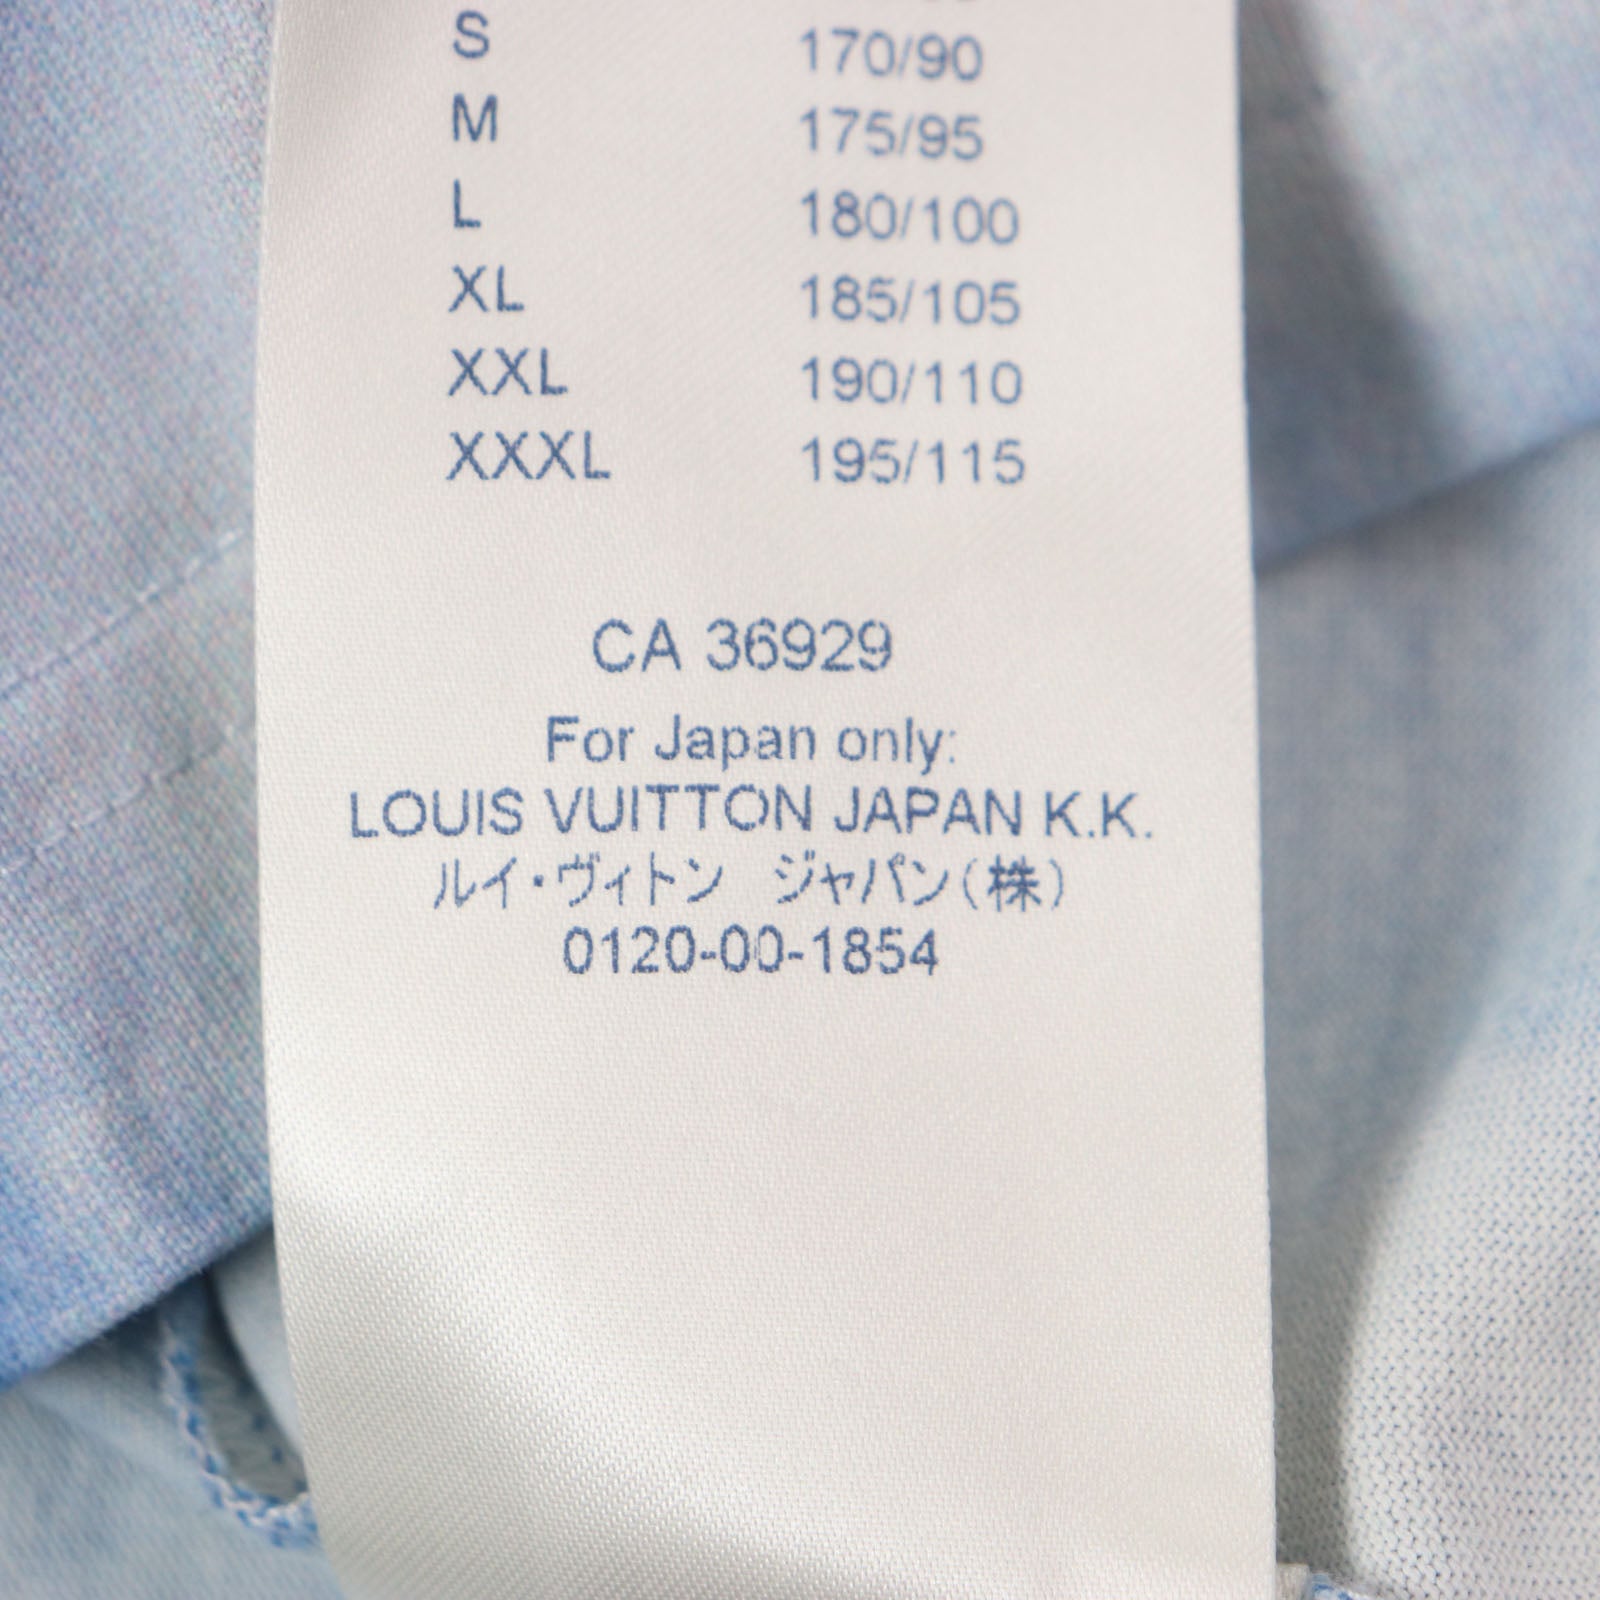 S 170/90
M 175/95
L 180/100
XL 185/105
XXL 190/110
XXXL 195/115
CA 36929
For Japan only:
LOUIS VUITTON JAPAN K.K.
ルイ・ヴィトン ジャパン(株)
0120-00-1854